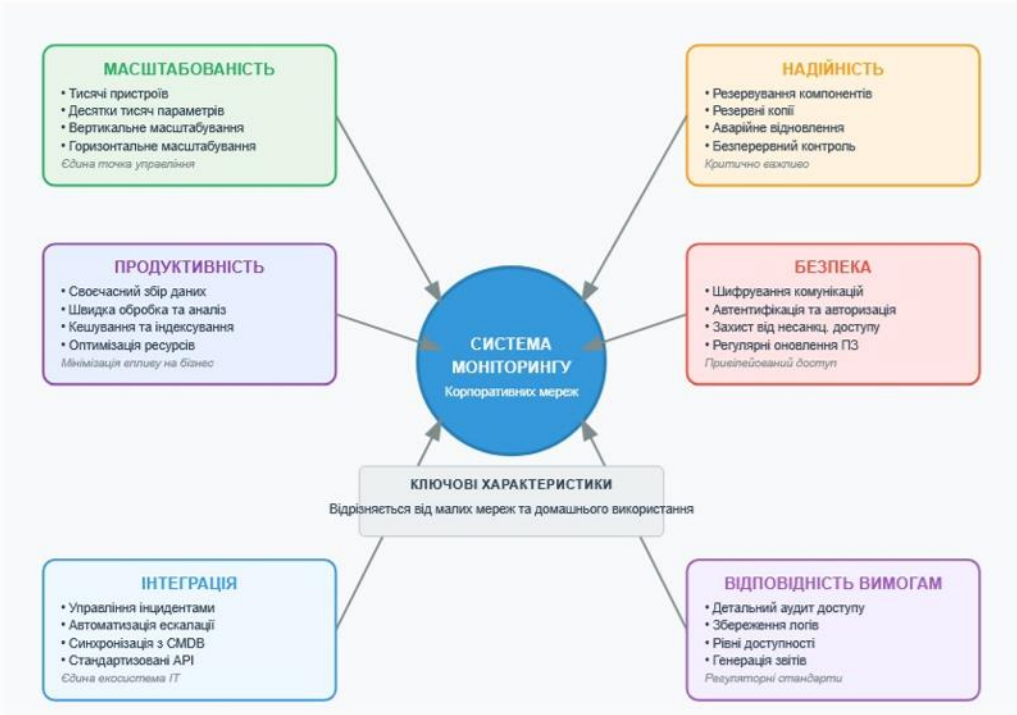 МАСШТАБОВАНІСТЬ
• Тисячі пристроїв
• Десятки тисяч параметрів
• Вертикальне масштабування
• Горизонтальне масштабування
Єдина точка управління
НАДІЙНІСТЬ
• Резервування компонентів
• Резервні копії
• Аварійне відновлення
• Безперервний контроль
Критично важливо
ПРОДУКТИВНІСТЬ
• Своєчасний збір даних
• Швидка обробка та аналіз
• Кешування та індексування
• Оптимізація ресурсів
Мінімізація впливу на бізнес
БЕЗПЕКА
• Шифрування комунікацій
• Автентифікація та авторизація
• Захист від несанкц. доступу
• Регулярні оновлення ПЗ
Привілейований доступ
СИСТЕМА
МОНІТОРИНГУ
Корпоративних мереж
КЛЮЧОВІ ХАРАКТЕРИСТИКИ
Відрізняється від малих мереж та домашнього використання
ІНТЕГРАЦІЯ
• Управління інцидентами
• Автоматизація ескалації
• Синхронізація з CMDB
• Стандартизовані API
Єдина екосистема ІТ
ВІДПОВІДНІСТЬ ВИМОГАМ
• Детальний аудит доступу
• Збереження логів
• Рівні доступності
• Генерація звітів
Регуляторні стандарти